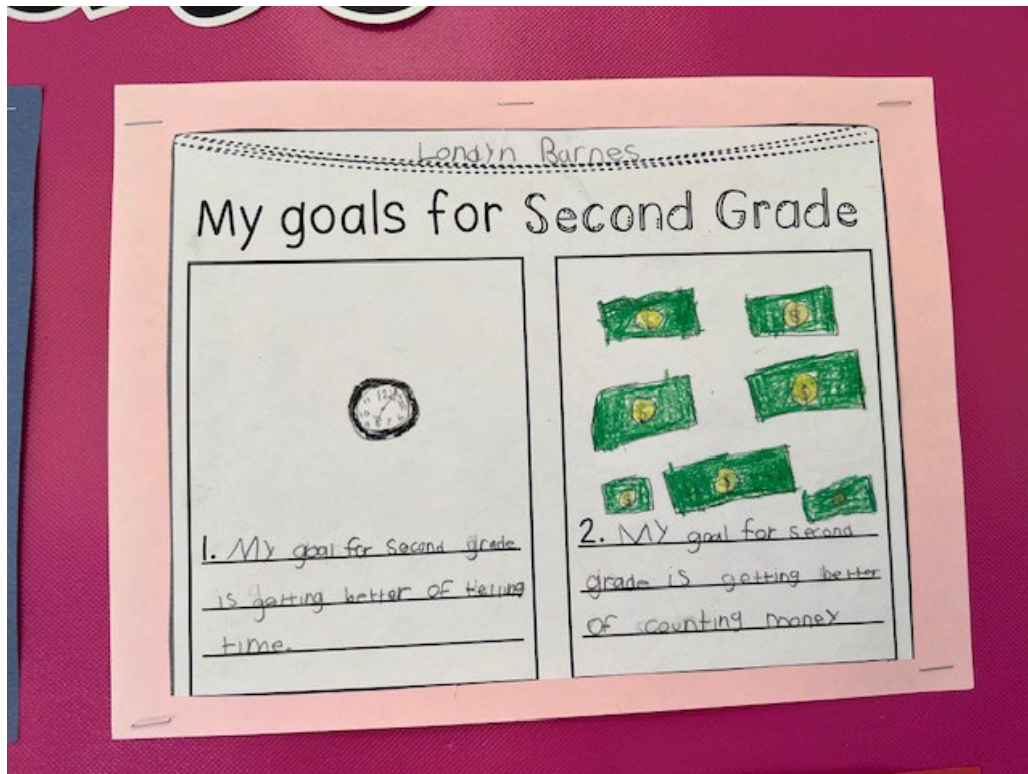 Londyn Barnes
My goals for Second Grade
1. My goal for second grade
is getting better of telling
time.
2. My goal for second
grade is getting better
of counting money